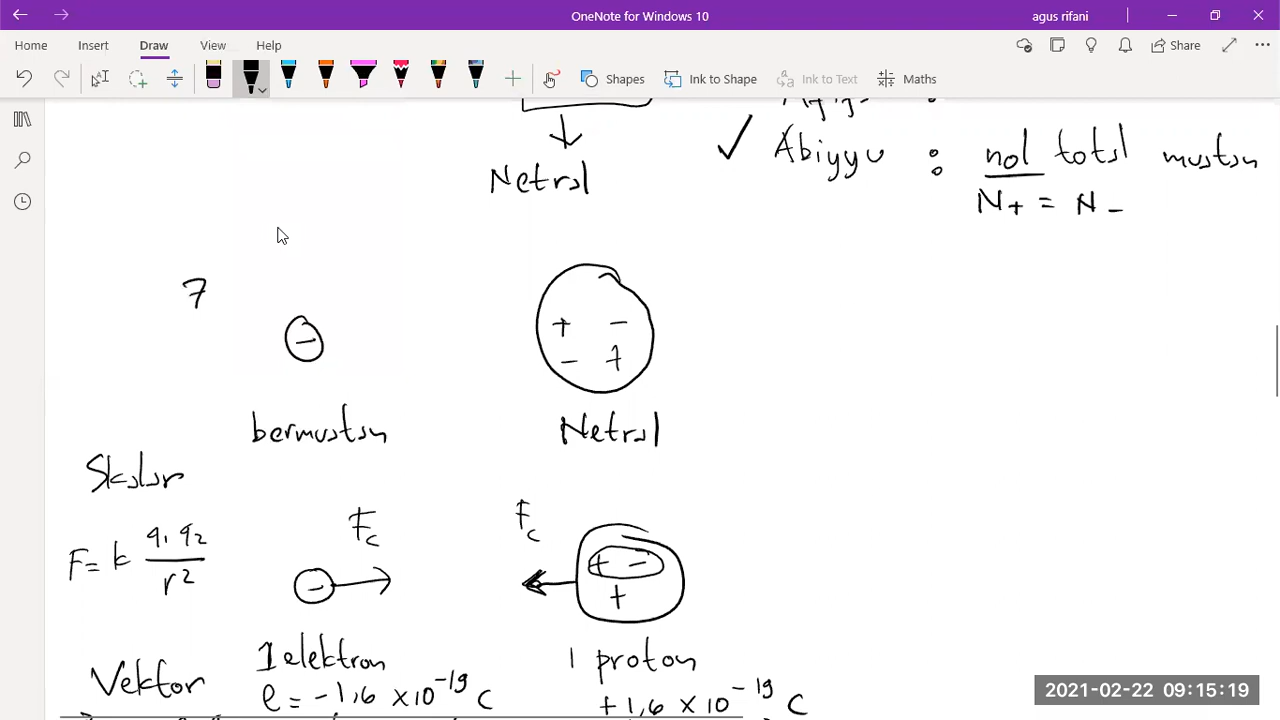 OneNote for Windows 10
agus rifani
Home Insert Draw View Help
Share
Shapes
Ink to Shape
Ink to Text
Maths
Netral
✓ Abiyyu : nol total muatan
N+ = N-
7
-
+ -
- +
bermuatan
Netral
Skalar
F = k q1 q2 / r2
Fc
Fc
-
+ -
+
1 elektron
1 proton
Vektor
e = -1,6 × 10-19 C
+1,6 × 10-19 C
2021-02-22 09:15:19